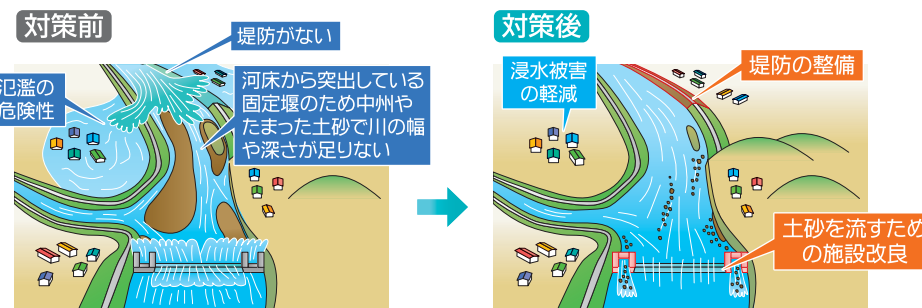 対策前
堤防がない
氾濫の
危険性
河床から突出している
固定堰のため中州や
たまった土砂で川の幅
や深さが足りない
対策後
浸水被害
の軽減
堤防の整備
土砂を流すため
の施設改良